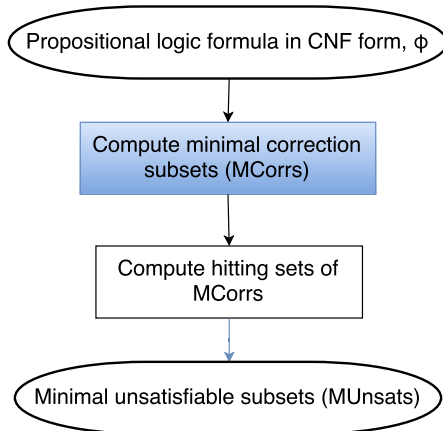 Propositional logic formula in CNF form, ϕ
Compute minimal correction
subsets (MCorrs)
Compute hitting sets of
MCorrs
Minimal unsatisfiable subsets (MUnsats)